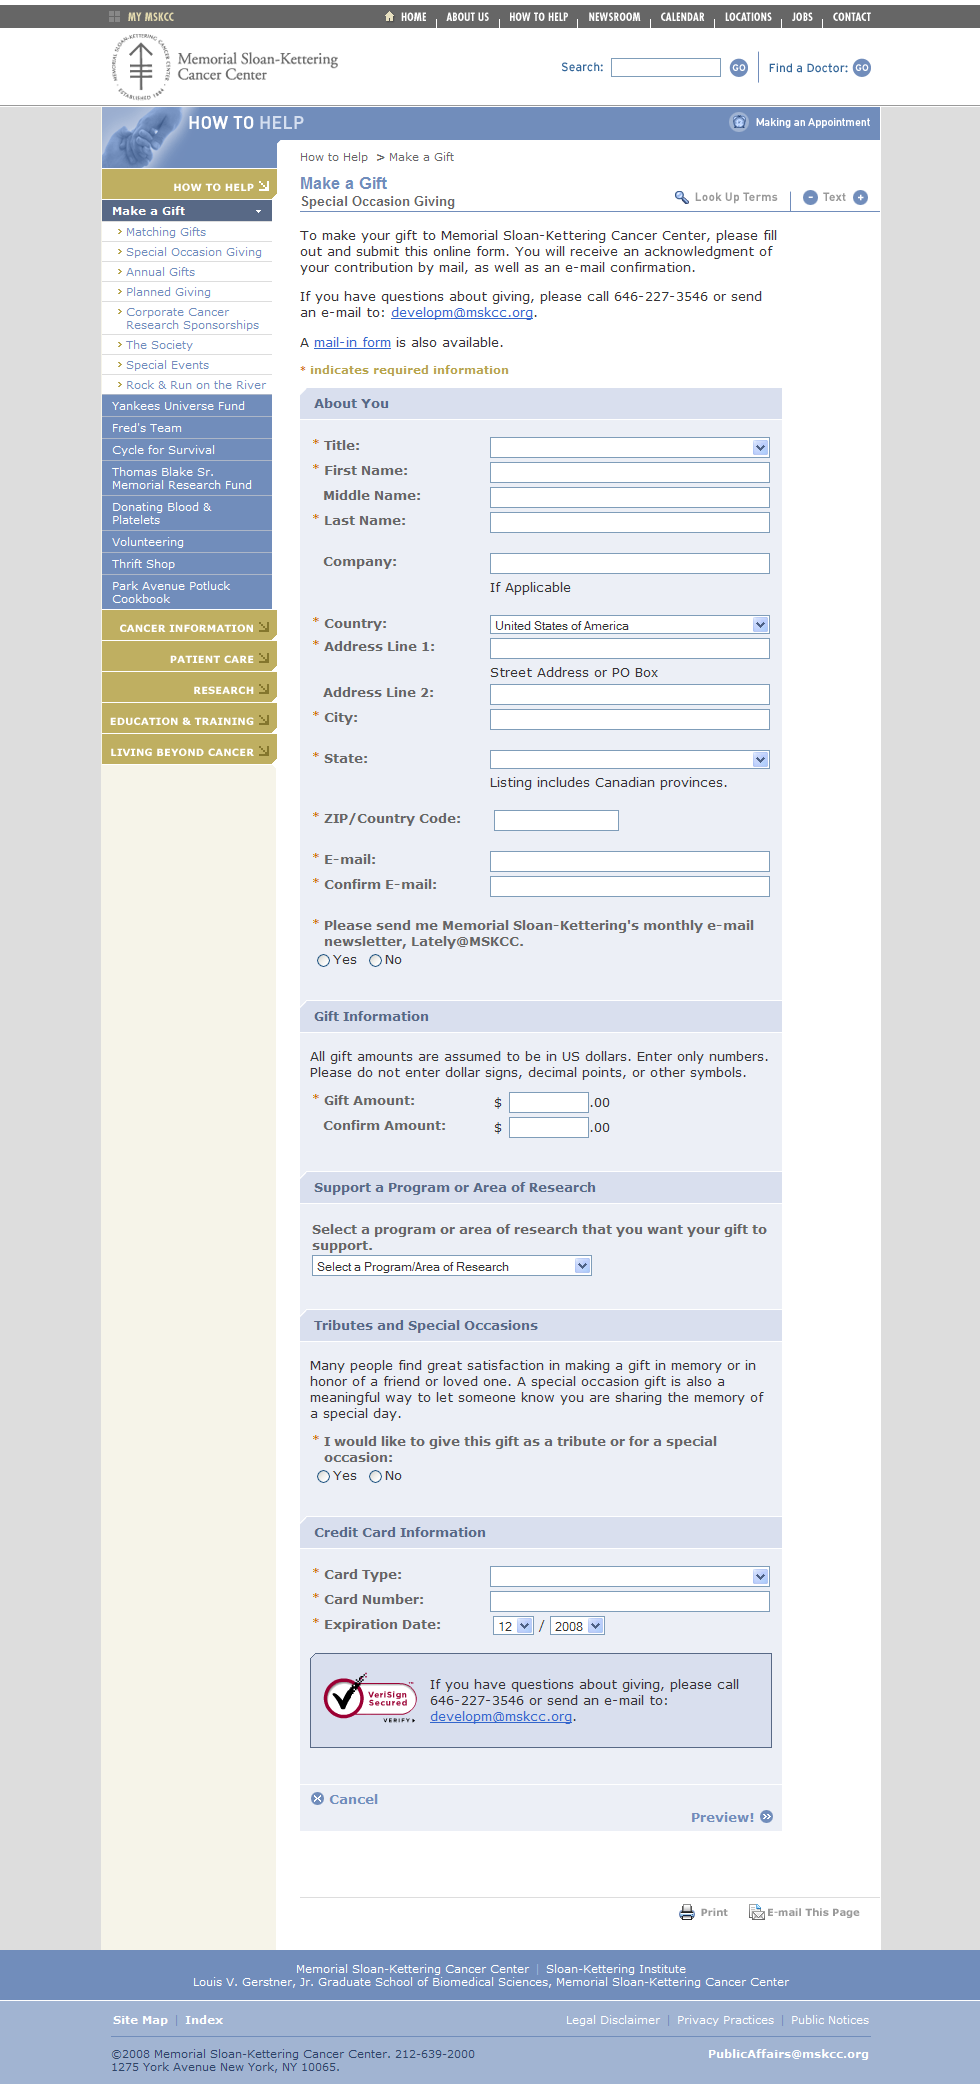 MY MSKCC
HOME ABOUT US HOW TO HELP NEWSROOM CALENDAR LOCATIONS JOBS CONTACT
MEMORIAL SLOAN-KETTERING CANCER CENTER
ESTABLISHED 1884
Memorial Sloan-Kettering
Cancer Center
Search: GO Find a Doctor: GO
HOW TO HELP
Making an Appointment
How to Help > Make a Gift
Make a Gift
Special Occasion Giving
Look Up Terms - Text +
HOW TO HELP
Make a Gift
Matching Gifts
Special Occasion Giving
Annual Gifts
Planned Giving
Corporate Cancer
Research Sponsorships
The Society
Special Events
Rock & Run on the River
Yankees Universe Fund
Fred's Team
Cycle for Survival
Thomas Blake Sr.
Memorial Research Fund
Donating Blood &
Platelets
Volunteering
Thrift Shop
Park Avenue Potluck
Cookbook
CANCER INFORMATION
PATIENT CARE
RESEARCH
EDUCATION & TRAINING
LIVING BEYOND CANCER
To make your gift to Memorial Sloan-Kettering Cancer Center, please fill
out and submit this online form. You will receive an acknowledgment of
your contribution by mail, as well as an e-mail confirmation.
If you have questions about giving, please call 646-227-3546 or send
an e-mail to: developm@mskcc.org.
A mail-in form is also available.
* indicates required information
About You
* Title:
* First Name:
Middle Name:
* Last Name:
Company:
If Applicable
* Country: United States of America
* Address Line 1:
Street Address or PO Box
Address Line 2:
* City:
* State:
Listing includes Canadian provinces.
* ZIP/Country Code:
* E-mail:
* Confirm E-mail:
* Please send me Memorial Sloan-Kettering's monthly e-mail
newsletter, Lately@MSKCC.
Yes No
Gift Information
All gift amounts are assumed to be in US dollars. Enter only numbers.
Please do not enter dollar signs, decimal points, or other symbols.
* Gift Amount: $ .00
Confirm Amount: $ .00
Support a Program or Area of Research
Select a program or area of research that you want your gift to
support.
Select a Program/Area of Research
Tributes and Special Occasions
Many people find great satisfaction in making a gift in memory or in
honor of a friend or loved one. A special occasion gift is also a
meaningful way to let someone know you are sharing the memory of
a special day.
* I would like to give this gift as a tribute or for a special
occasion:
Yes No
Credit Card Information
* Card Type:
* Card Number:
* Expiration Date: 12 / 2008
VeriSign
Secured
VERIFY
If you have questions about giving, please call
646-227-3546 or send an e-mail to:
developm@mskcc.org.
Cancel
Preview!
Print E-mail This Page
Memorial Sloan-Kettering Cancer Center | Sloan-Kettering Institute
Louis V. Gerstner, Jr. Graduate School of Biomedical Sciences, Memorial Sloan-Kettering Cancer Center
Site Map | Index
Legal Disclaimer | Privacy Practices | Public Notices
©2008 Memorial Sloan-Kettering Cancer Center. 212-639-2000
1275 York Avenue New York, NY 10065.
PublicAffairs@mskcc.org